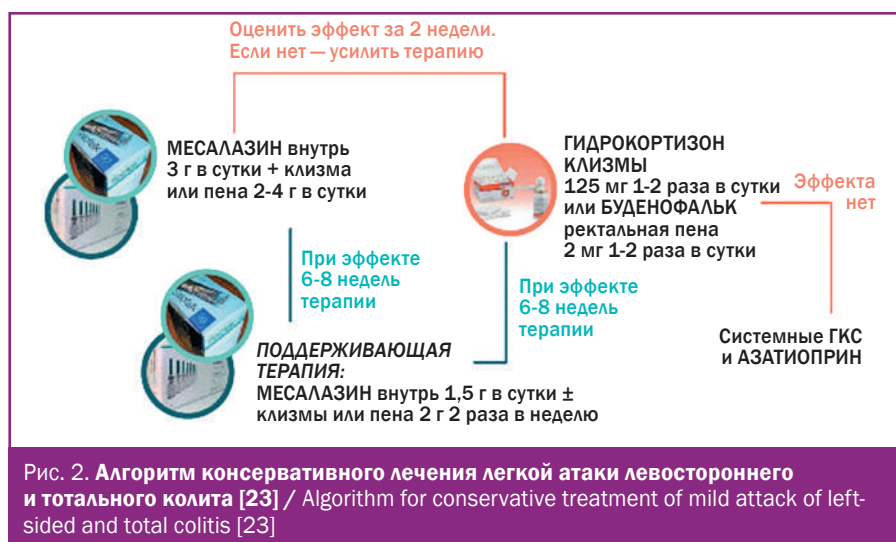 Оценить эффект за 2 недели.
Если нет — усилить терапию
МЕСАЛАЗИН внутрь
3 г в сутки + клизма
или пена 2-4 г в сутки
ГИДРОКОРТИЗОН
КЛИЗМЫ
125 мг 1-2 раза в сутки
или БУДЕНОФАЛЬК
ректальная пена
2 мг 1-2 раза в сутки
Эффекта
нет
При эффекте
6-8 недель
терапии
При эффекте
6-8 недель
терапии
Системные ГКС
и АЗАТИОПРИН
ПОДДЕРЖИВАЮЩАЯ
ТЕРАПИЯ:
МЕСАЛАЗИН внутрь 1,5 г в сутки ±
клизмы или пена 2 г 2 раза в неделю
Рис. 2. Алгоритм консервативного лечения легкой атаки левостороннего
и тотального колита [23] / Algorithm for conservative treatment of mild attack of left-
sided and total colitis [23]